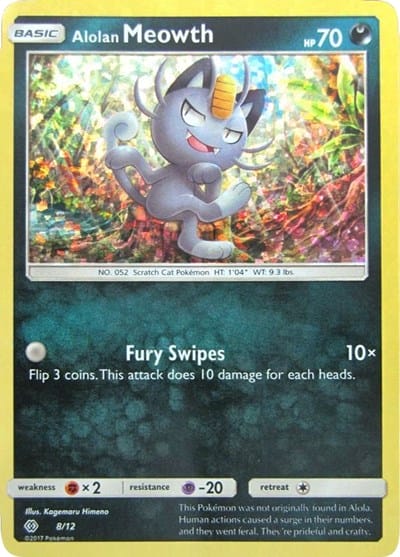 BASIC
Alolan Meowth HP 70
NO. 052 Scratch Cat Pokémon HT: 1'04" WT: 9.3 lbs.
Fury Swipes 10×
Flip 3 coins. This attack does 10 damage for each heads.
weakness ×2 resistance -20 retreat
Illus. Kagemaru Himeno
8/12
©2017 Pokémon
This Pokémon was not originally found in Alola.
Human actions caused a surge in their numbers,
and they went feral. They're prideful and crafty.